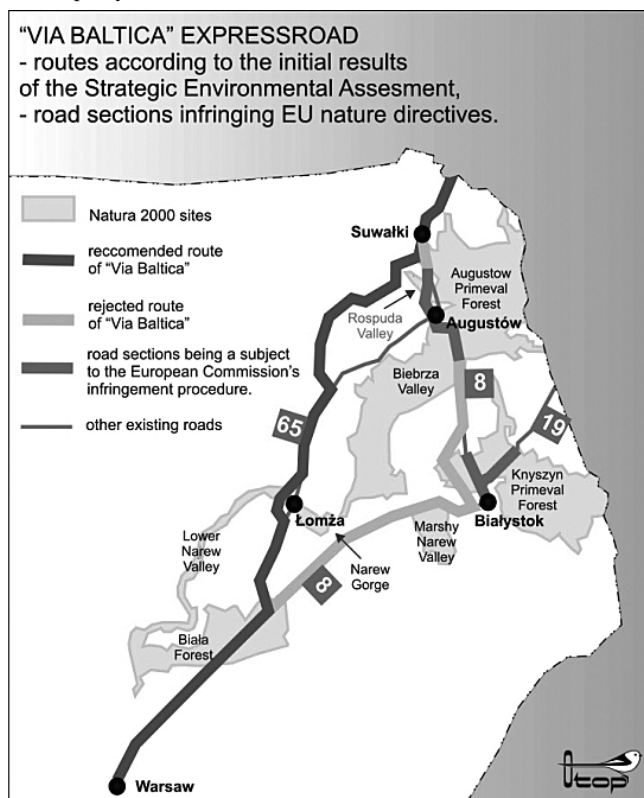 “VIA BALTICA” EXPRESSROAD
- routes according to the initial results
of the Strategic Environmental Assesment,
- road sections infringing EU nature directives.
Natura 2000 sites
reccomended route
of “Via Baltica”
rejected route
of “Via Baltica”
road sections being a subject
to the European Commission’s
infringement procedure.
other existing roads
Suwałki
Augustow
Primeval
Forest
Rospuda
Valley
Augustów
Biebrza
Valley
8
19
65
Knyszyn
Primeval
Forest
Łomża
Białystok
Lower
Narew
Valley
Marshy
Narew
Valley
Narew
Gorge
8
Biała
Forest
Warsaw
Otop